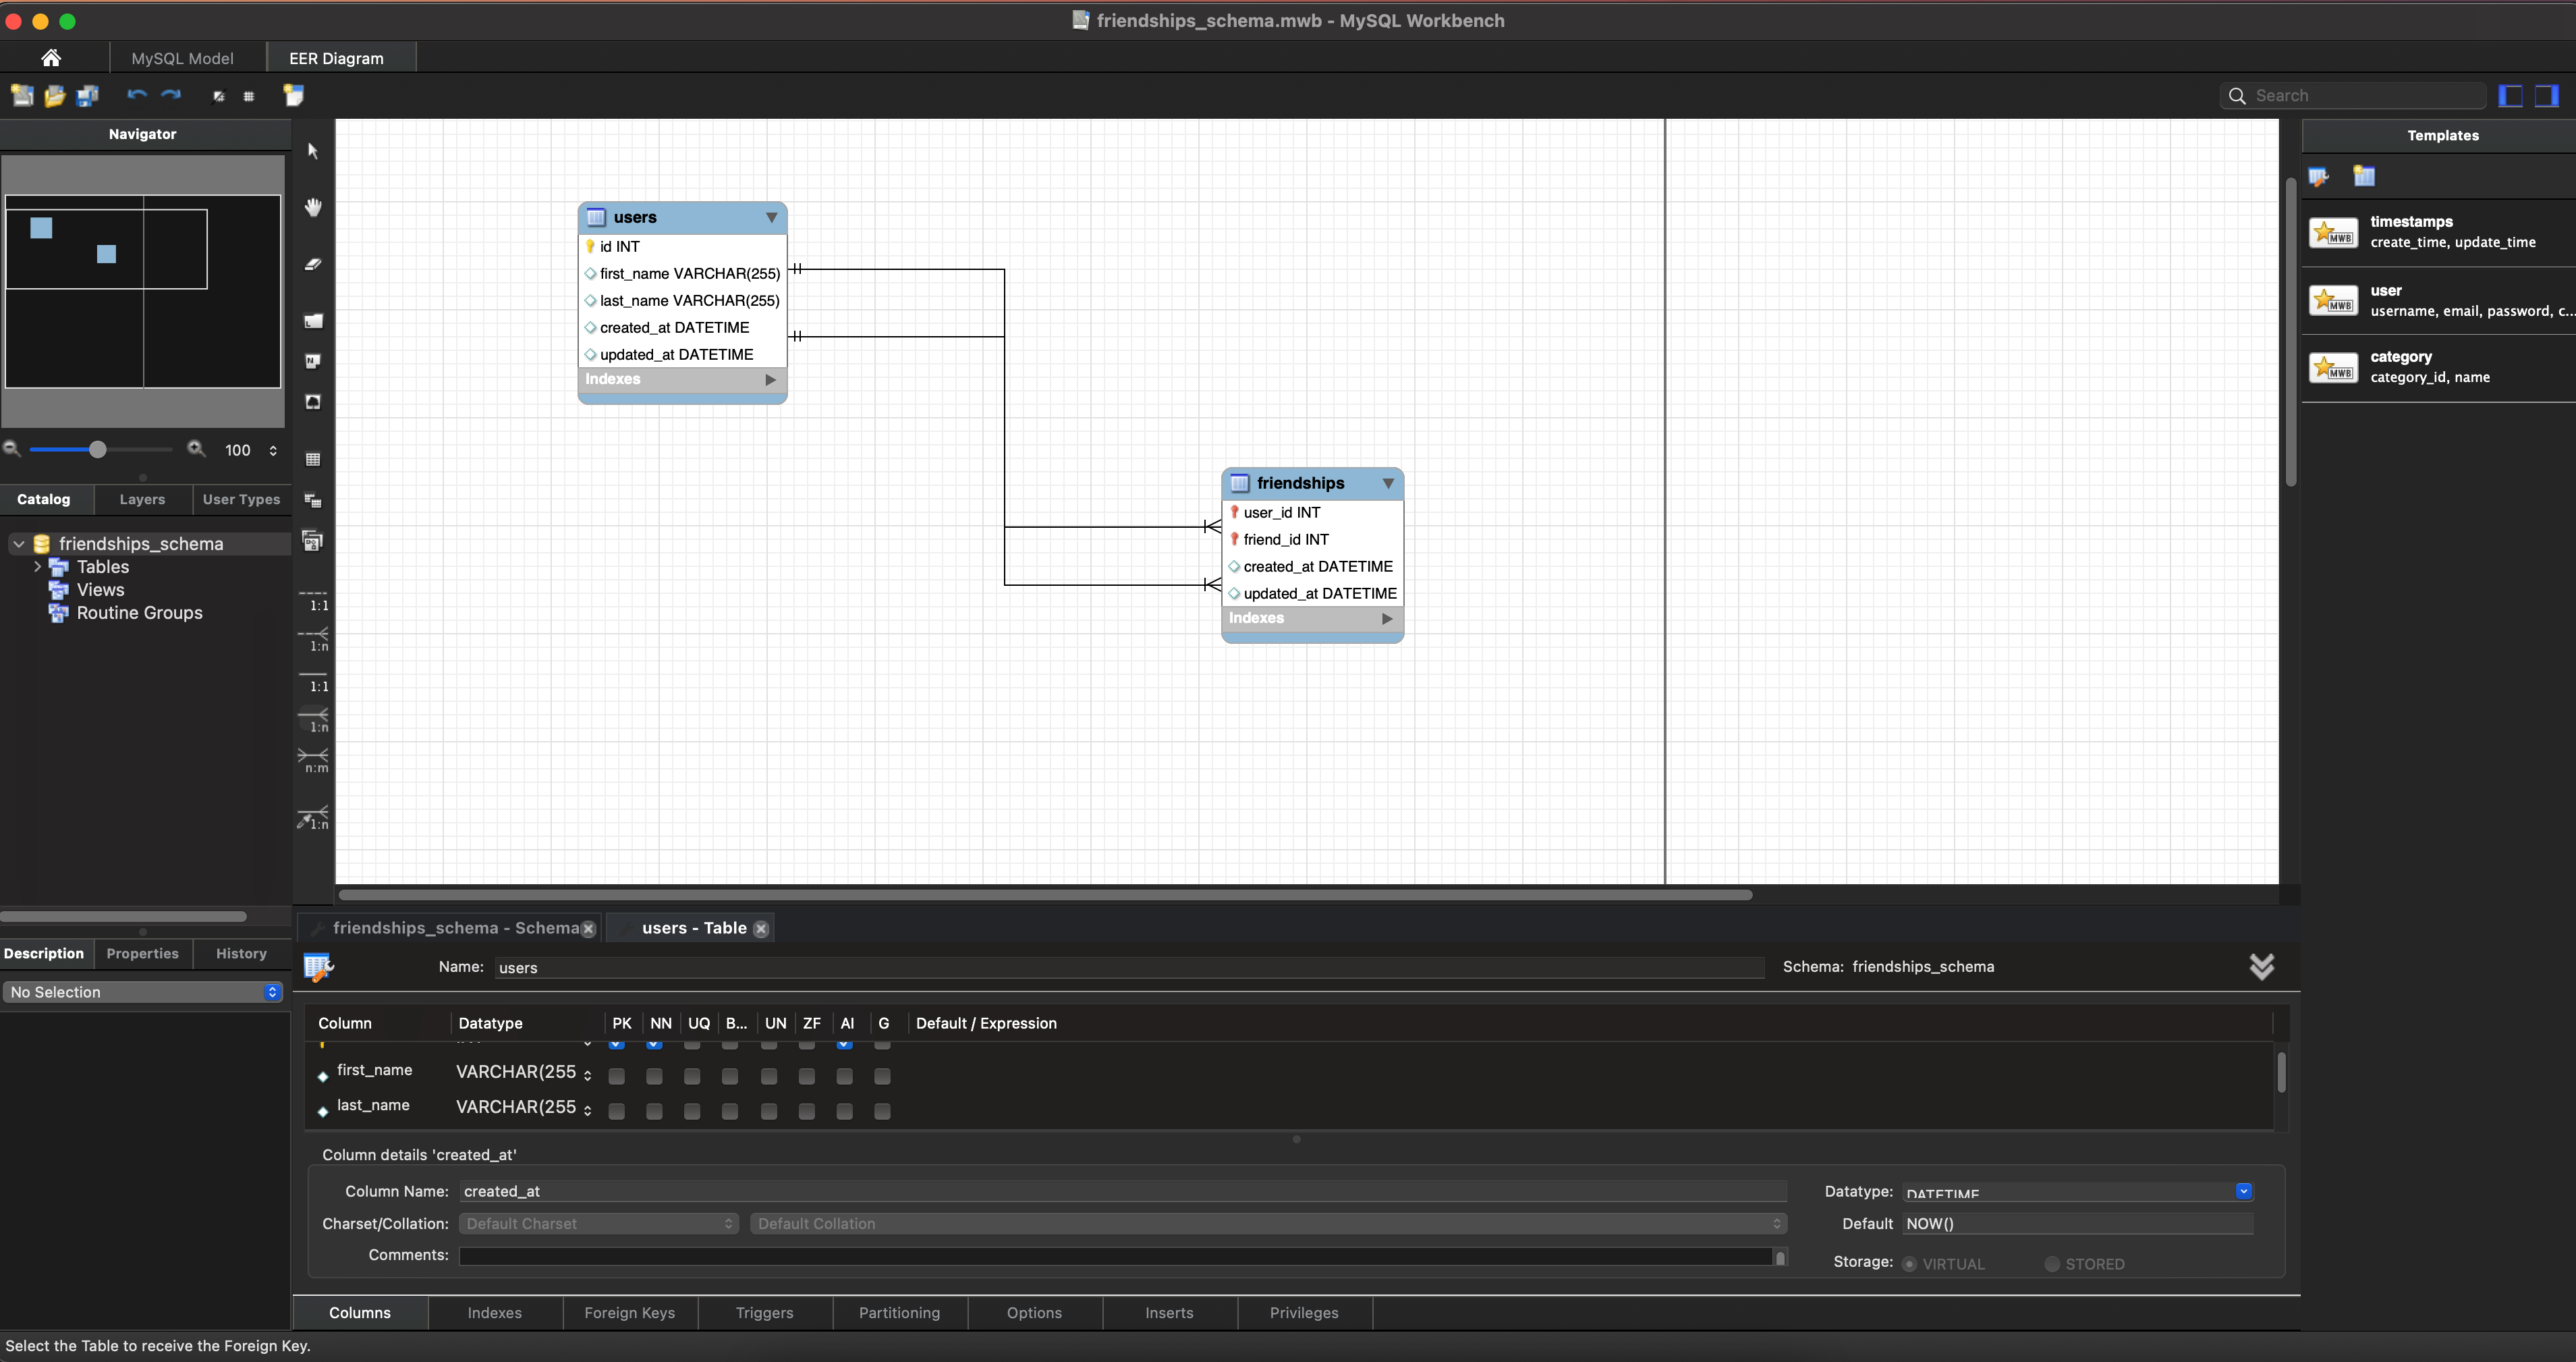 friendships_schema.mwb - MySQL Workbench
MySQL Model
EER Diagram
Search
Navigator
100
Catalog
Layers
User Types
friendships_schema
Tables
Views
Routine Groups
Description
Properties
History
No Selection
1:1
1:n
1:1
1:n
n:m
1:n
users
id INT
first_name VARCHAR(255)
last_name VARCHAR(255)
created_at DATETIME
updated_at DATETIME
Indexes
friendships
user_id INT
friend_id INT
created_at DATETIME
updated_at DATETIME
Indexes
Templates
MWB
timestamps
create_time, update_time
MWB
user
username, email, password, c...
MWB
category
category_id, name
friendships_schema - Schema
users - Table
Name: users
Schema: friendships_schema
Column Datatype PK NN UQ B... UN ZF AI G Default / Expression
first_name VARCHAR(255
last_name VARCHAR(255
Column details 'created_at'
Column Name: created_at
Datatype: DATETIME
Charset/Collation: Default Charset Default Collation
Default NOW()
Comments:
Storage: VIRTUAL STORED
Columns
Indexes
Foreign Keys
Triggers
Partitioning
Options
Inserts
Privileges
Select the Table to receive the Foreign Key.